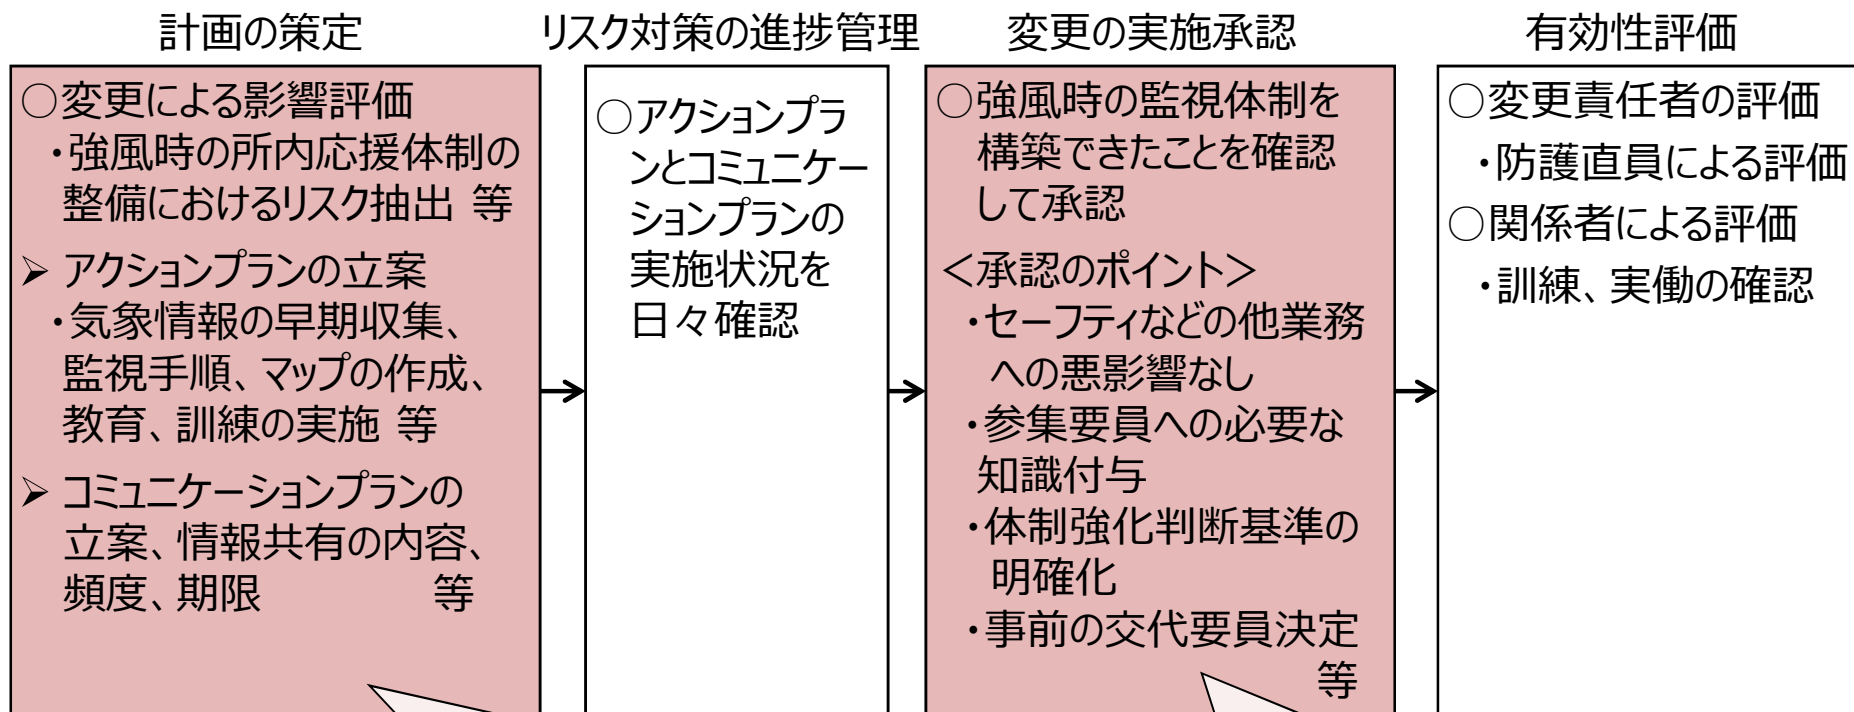 計画の策定
○変更による影響評価
・強風時の所内応援体制の
整備におけるリスク抽出 等
➢ アクションプランの立案
・気象情報の早期収集、
監視手順、マップの作成、
教育、訓練の実施 等
➢ コミュニケーションプランの
立案、情報共有の内容、
頻度、期限 等
リスク対策の進捗管理
○アクションプラ
ンとコミュニケー
ションプランの
実施状況を
日々確認
変更の実施承認
○強風時の監視体制を
構築できたことを確認
して承認
<承認のポイント>
・セーフティなどの他業務
への悪影響なし
・参集要員への必要な
知識付与
・体制強化判断基準の
明確化
・事前の交代要員決定
等
有効性評価
○変更責任者の評価
・防護直員による評価
○関係者による評価
・訓練、実働の確認